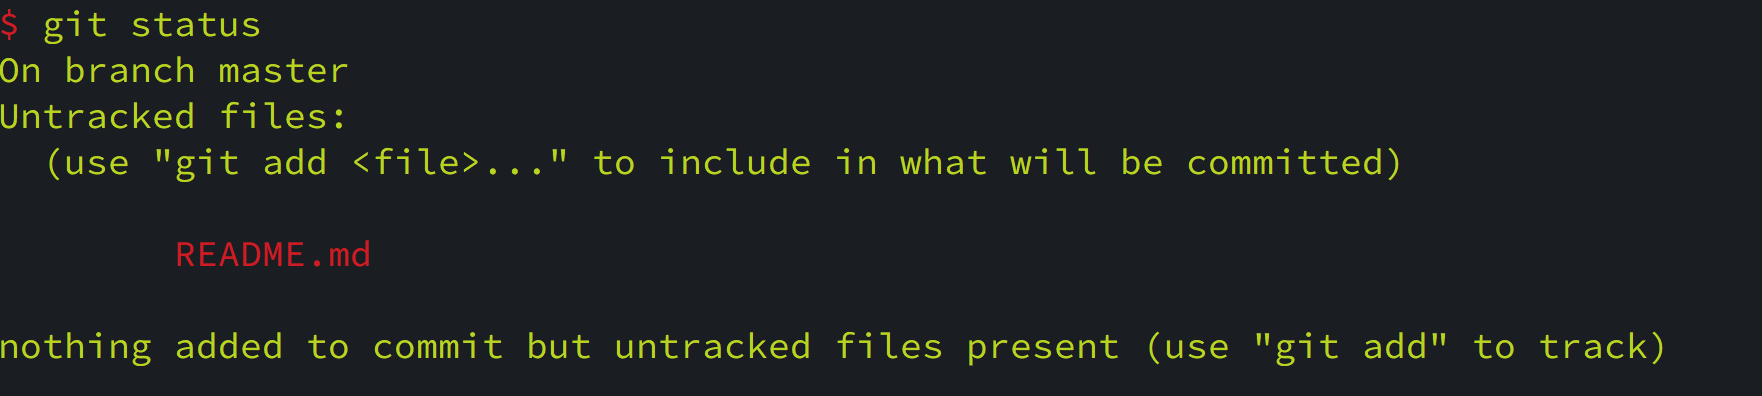 $ git status
On branch master
Untracked files:
  (use "git add <file>..." to include in what will be committed)

        README.md

nothing added to commit but untracked files present (use "git add" to track)